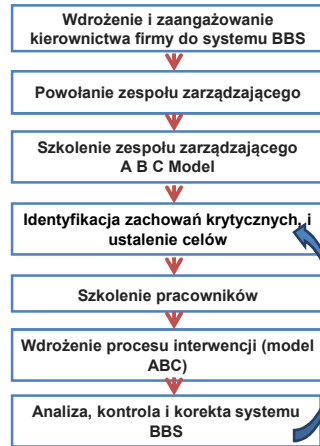 Wdrożenie i zaangażowanie
kierownictwa firmy do systemu BBS
Powołanie zespołu zarządzającego
Szkolenie zespołu zarządzającego
A B C Model
Identyfikacja zachowań krytycznych, i
ustalenie celów
Szkolenie pracowników
Wdrożenie procesu interwencji (model
ABC)
Analiza, kontrola i korekta systemu
BBS